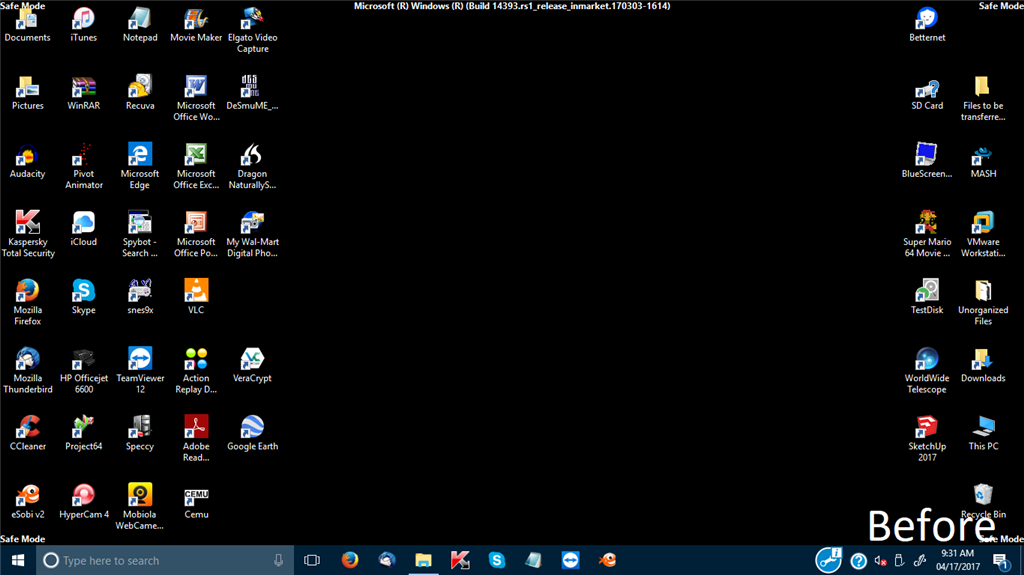 Safe Mode
Microsoft (R) Windows (R) (Build 14393.rs1_release_inmarket.170303-1614)
Safe Mode
Documents
iTunes
Notepad
Movie Maker
Elgato Video
Capture
Betternet
Pictures
WinRAR
Recuva
Microsoft
Office Wo...
DeSmuME_...
SD Card
Files to be
transferre...
Audacity
Pivot
Animator
Microsoft
Edge
Microsoft
Office Exc...
Dragon
NaturallyS...
BlueScreen...
MASH
Kaspersky
Total Security
iCloud
Spybot -
Search ...
Microsoft
Office Po...
My Wal-Mart
Digital Pho...
Super Mario
64 Movie ...
VMware
Workstati...
Mozilla
Firefox
Skype
snes9x
VLC
TestDisk
Unorganized
Files
Mozilla
Thunderbird
HP Officejet
6600
TeamViewer
12
Action
Replay D...
VeraCrypt
WorldWide
Telescope
Downloads
CCleaner
Project64
Speccy
Adobe
Read...
Google Earth
SketchUp
2017
This PC
eSobi v2
HyperCam 4
Mobiola
WebCame...
CEMU
Cemu
Recycle Bin
Before
Safe Mode
Safe Mode
Type here to search
9:31 AM
04/17/2017
1